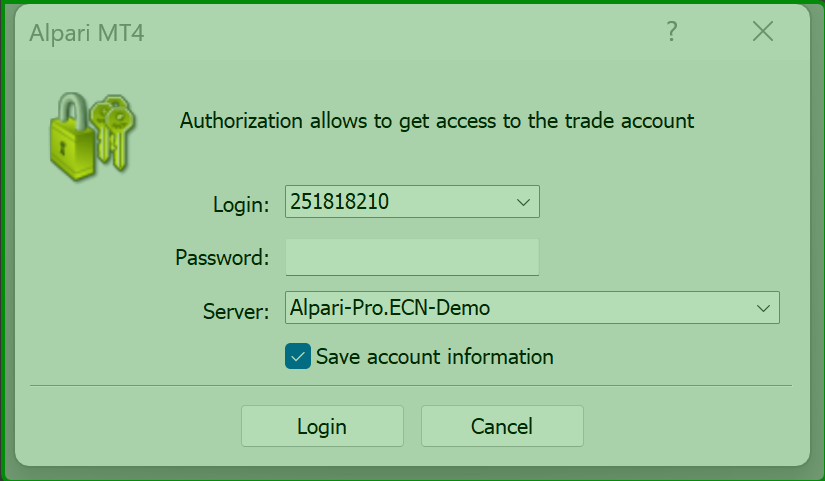 Alpari MT4 ?
Authorization allows to get access to the trade account
Login: 251818210
Password:
Server: Alpari-Pro.ECN-Demo
Save account information
Login Cancel